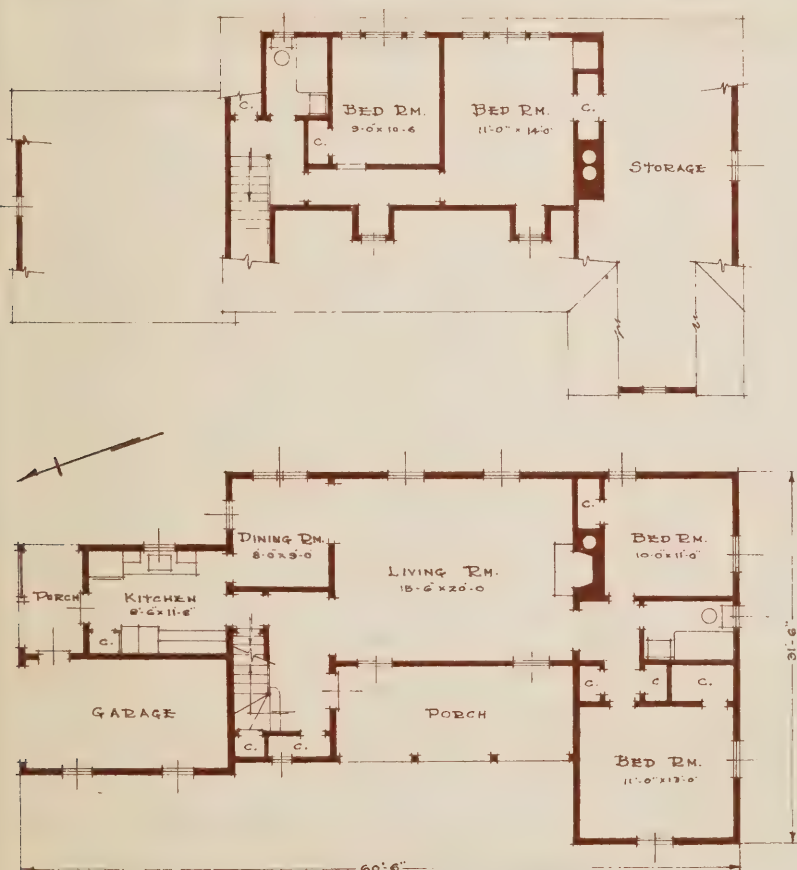 C.
BED RM.
9'-0" x 10'-6
C.
BED RM.
11'-0" x 14'-0"
C.
STORAGE
DINING RM.
8'-0" x 9'-0
C.
BED RM.
10'-0" x 11'-0"
LIVING RM.
15'-6" x 20'-0
PORCH
KITCHEN
8'-6" x 11'-6"
C.
GARAGE
PORCH
C.
C.
C.
C.
C.
BED RM.
11'-0" x 13'-0"
31'-6"
60'-6"